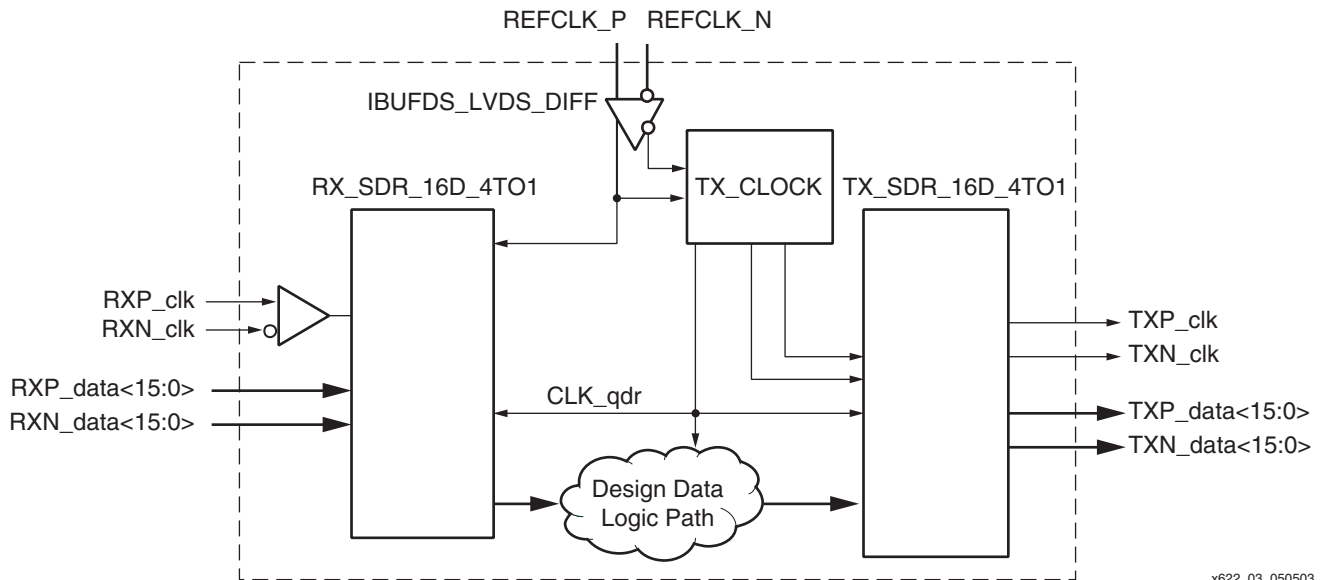 REFCLK_P REFCLK_N
IBUFDS_LVDS_DIFF
RX_SDR_16D_4TO1
TX_CLOCK
TX_SDR_16D_4TO1
RXP_clk
RXN_clk
RXP_data<15:0>
RXN_data<15:0>
CLK_qdr
Design Data
Logic Path
TXP_clk
TXN_clk
TXP_data<15:0>
TXN_data<15:0>
x622_03_050503